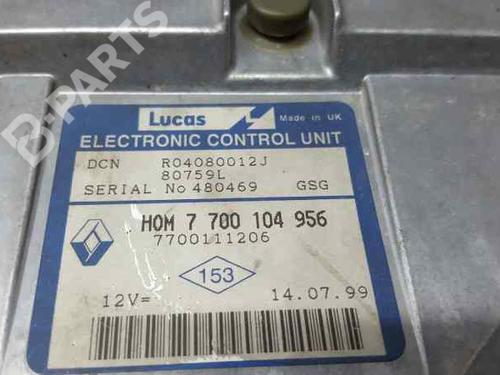 B-PARTS
Lucas
Made in UK
ELECTRONIC CONTROL UNIT
DCN R04080012J
80759L
SERIAL No 480469 GSG
HOM 7 700 104 956
7700111206
153
12V= 14.07.99